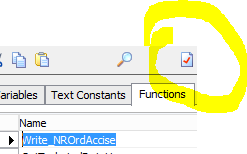 ariables Text Constants Functions
Name
Write_NROrdAccise